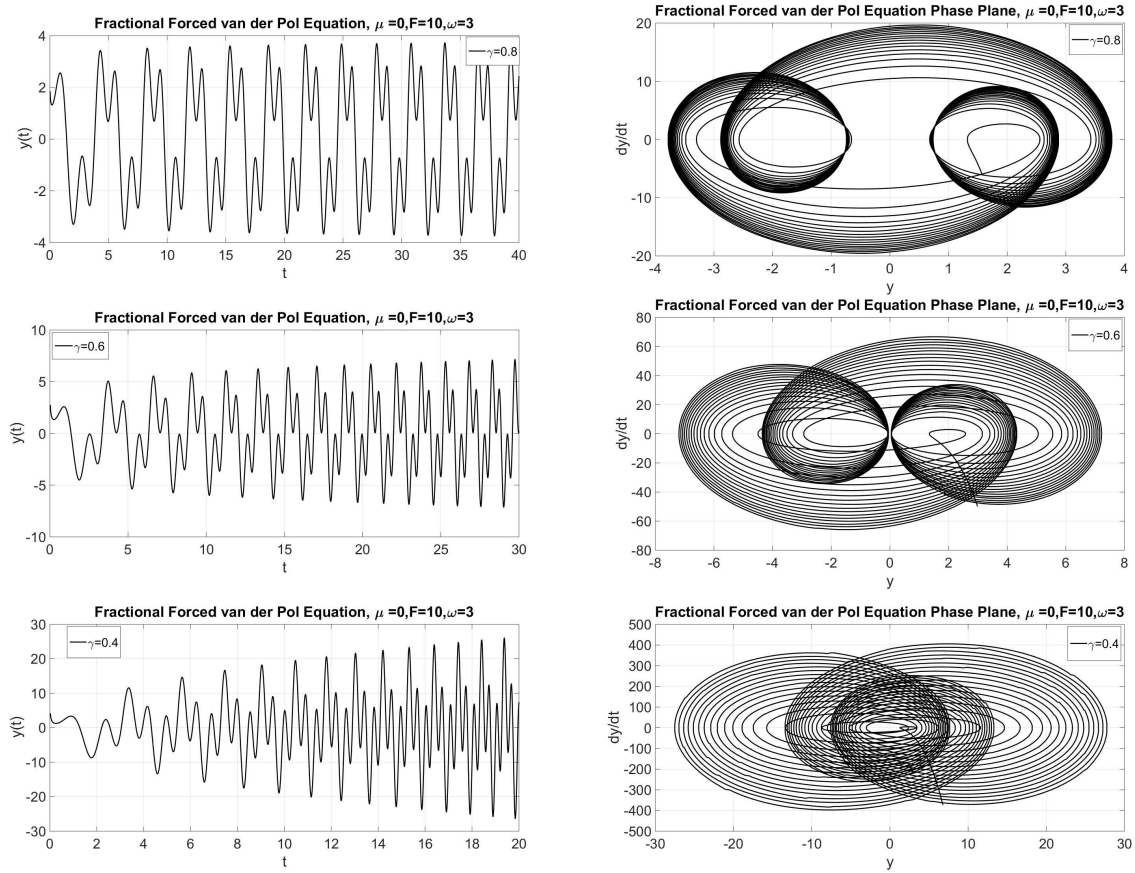 Fractional Forced van der Pol Equation, μ =0,F=10,ω=3
4
2
0
-2
-4
y(t)
0 5 10 15 20 25 30 35 40
t
γ=0.8
Fractional Forced van der Pol Equation Phase Plane, μ =0,F=10,ω=3
20
10
0
-10
-20
dy/dt
-4 -3 -2 -1 0 1 2 3 4
y
γ=0.8
Fractional Forced van der Pol Equation, μ =0,F=10,ω=3
10
5
0
-5
-10
y(t)
0 5 10 15 20 25 30
t
γ=0.6
Fractional Forced van der Pol Equation Phase Plane, μ =0,F=10,ω=3
80
60
40
20
0
-20
-40
-60
-80
dy/dt
-8 -6 -4 -2 0 2 4 6 8
y
γ=0.6
Fractional Forced van der Pol Equation, μ =0,F=10,ω=3
30
20
10
0
-10
-20
-30
y(t)
0 2 4 6 8 10 12 14 16 18 20
t
γ=0.4
Fractional Forced van der Pol Equation Phase Plane, μ =0,F=10,ω=3
500
400
300
200
100
0
-100
-200
-300
-400
-500
dy/dt
-30 -20 -10 0 10 20 30
y
γ=0.4